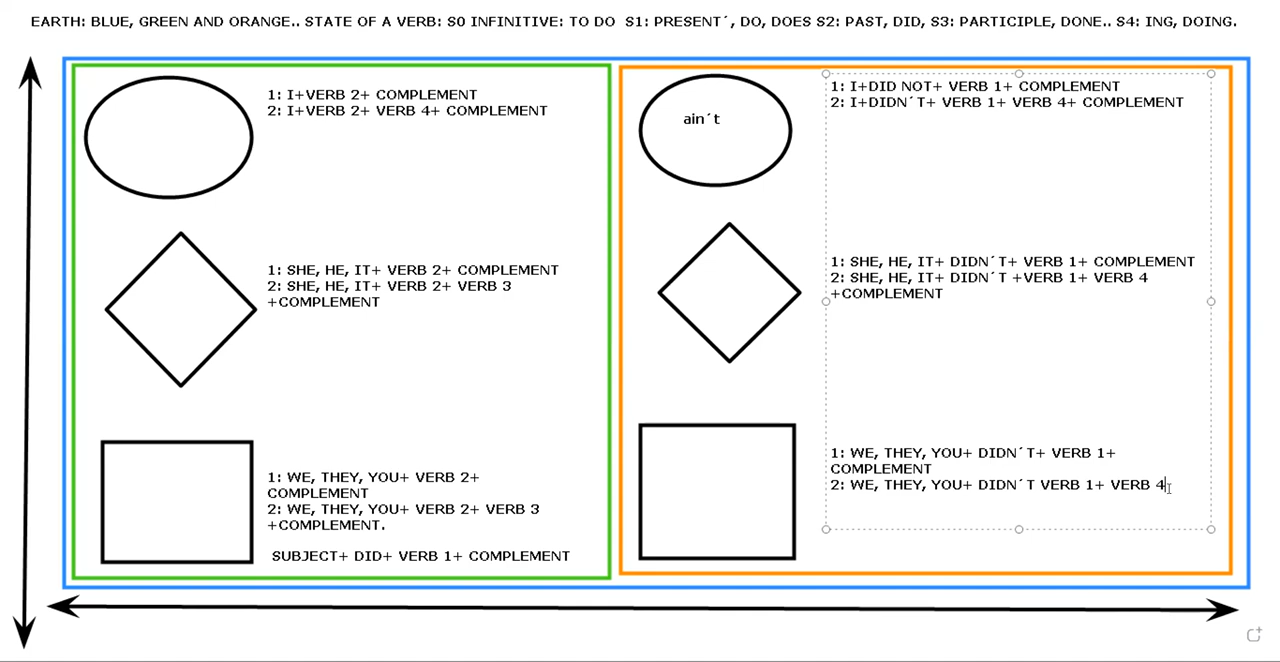 EARTH: BLUE, GREEN AND ORANGE.. STATE OF A VERB: S0 INFINITIVE: TO DO  S1: PRESENT´, DO, DOES S2: PAST, DID, S3: PARTICIPLE, DONE.. S4: ING, DOING.
1: I+VERB 2+ COMPLEMENT
2: I+VERB 2+ VERB 4+ COMPLEMENT
1: SHE, HE, IT+ VERB 2+ COMPLEMENT
2: SHE, HE, IT+ VERB 2+ VERB 3
+COMPLEMENT
1: WE, THEY, YOU+ VERB 2+
COMPLEMENT
2: WE, THEY, YOU+ VERB 2+ VERB 3
+COMPLEMENT.
SUBJECT+ DID+ VERB 1+ COMPLEMENT
ain´t
1: I+DID NOT+ VERB 1+ COMPLEMENT
2: I+DIDN´T+ VERB 1+ VERB 4+ COMPLEMENT
1: SHE, HE, IT+ DIDN´T+ VERB 1+ COMPLEMENT
2: SHE, HE, IT+ DIDN´T +VERB 1+ VERB 4
+COMPLEMENT
1: WE, THEY, YOU+ DIDN´T+ VERB 1+
COMPLEMENT
2: WE, THEY, YOU+ DIDN´T VERB 1+ VERB 4